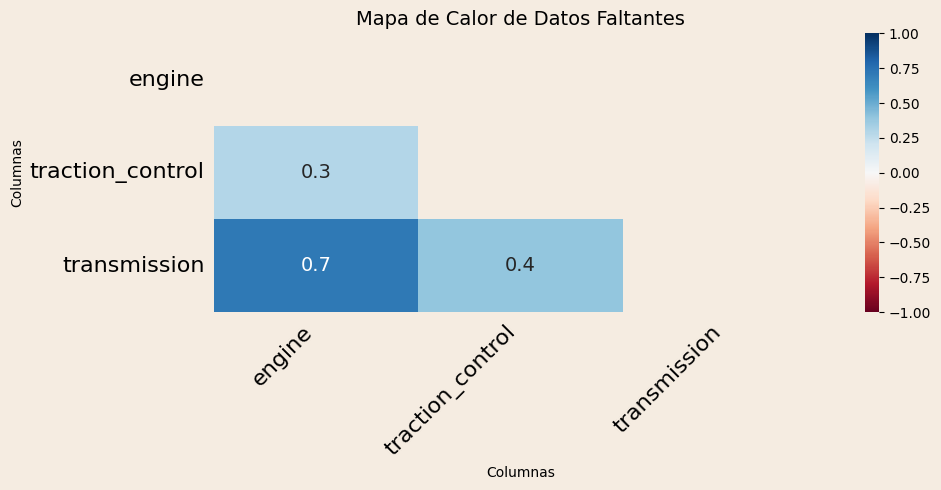 Mapa de Calor de Datos Faltantes
Columnas
engine
traction_control
transmission
0.3
0.7
0.4
engine
traction_control
transmission
Columnas
1.00
0.75
0.50
0.25
0.00
−0.25
−0.50
−0.75
−1.00